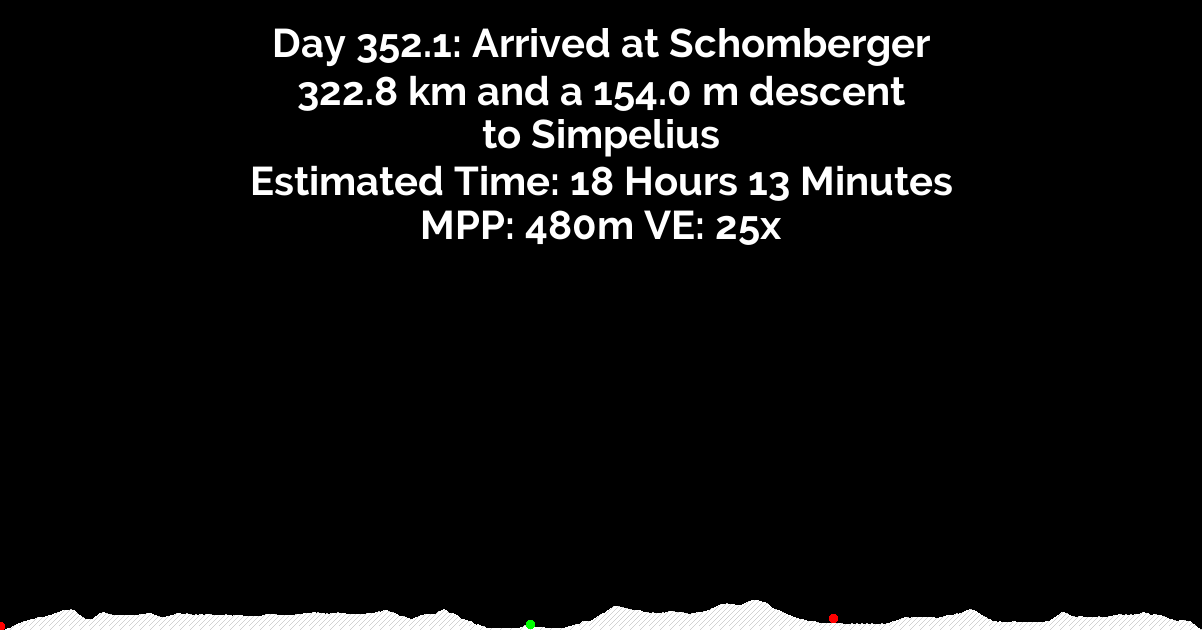 Day 352.1: Arrived at Schomberger
322.8 km and a 154.0 m descent
to Simpelius
Estimated Time: 18 Hours 13 Minutes
MPP: 480m VE: 25x